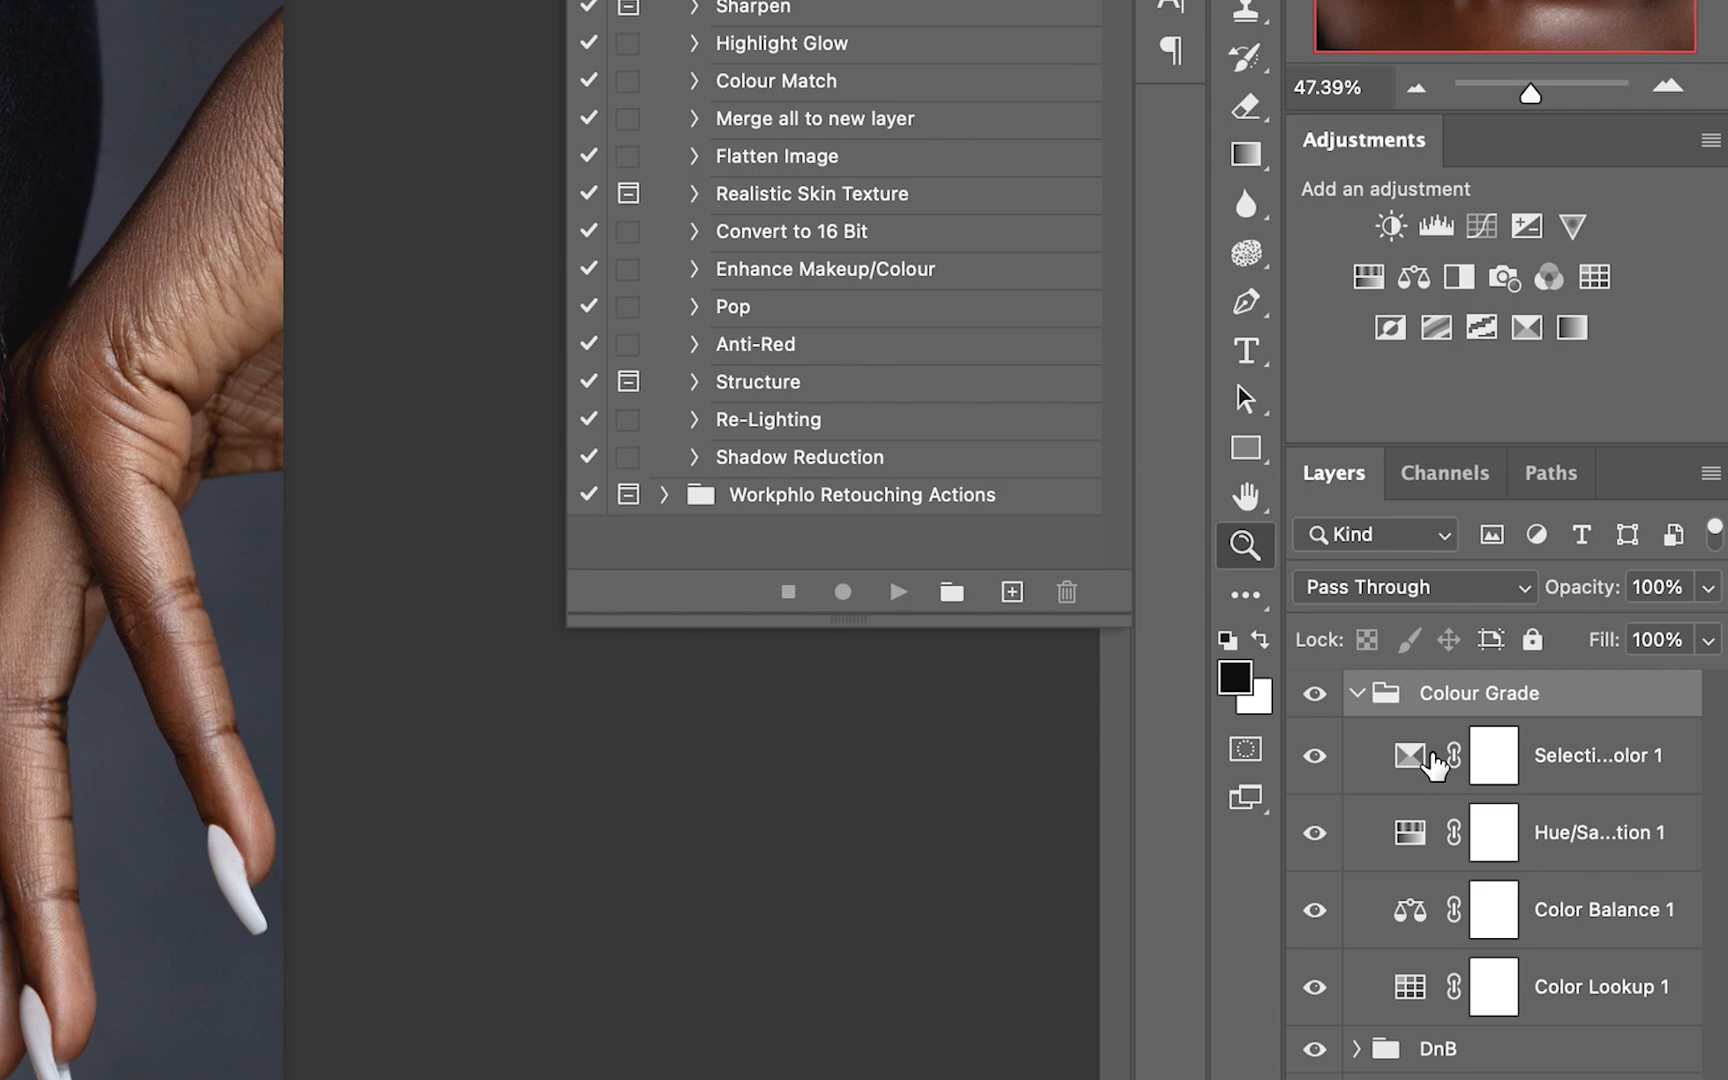 Sharpen
Highlight Glow
Colour Match
Merge all to new layer
Flatten Image
Realistic Skin Texture
Convert to 16 Bit
Enhance Makeup/Colour
Pop
Anti-Red
Structure
Re-Lighting
Shadow Reduction
Workphlo Retouching Actions
47.39%
Adjustments
Add an adjustment
Layers Channels Paths
Kind
Pass Through Opacity: 100%
Lock: Fill: 100%
Colour Grade
Selecti...olor 1
Hue/Sa...tion 1
Color Balance 1
Color Lookup 1
DnB